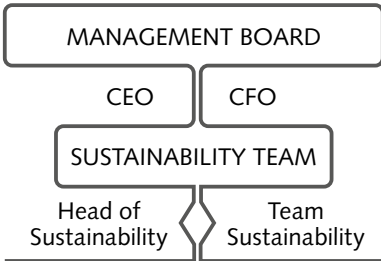 MANAGEMENT BOARD
CEO CFO
SUSTAINABILITY TEAM
Head of Team
Sustainability Sustainability